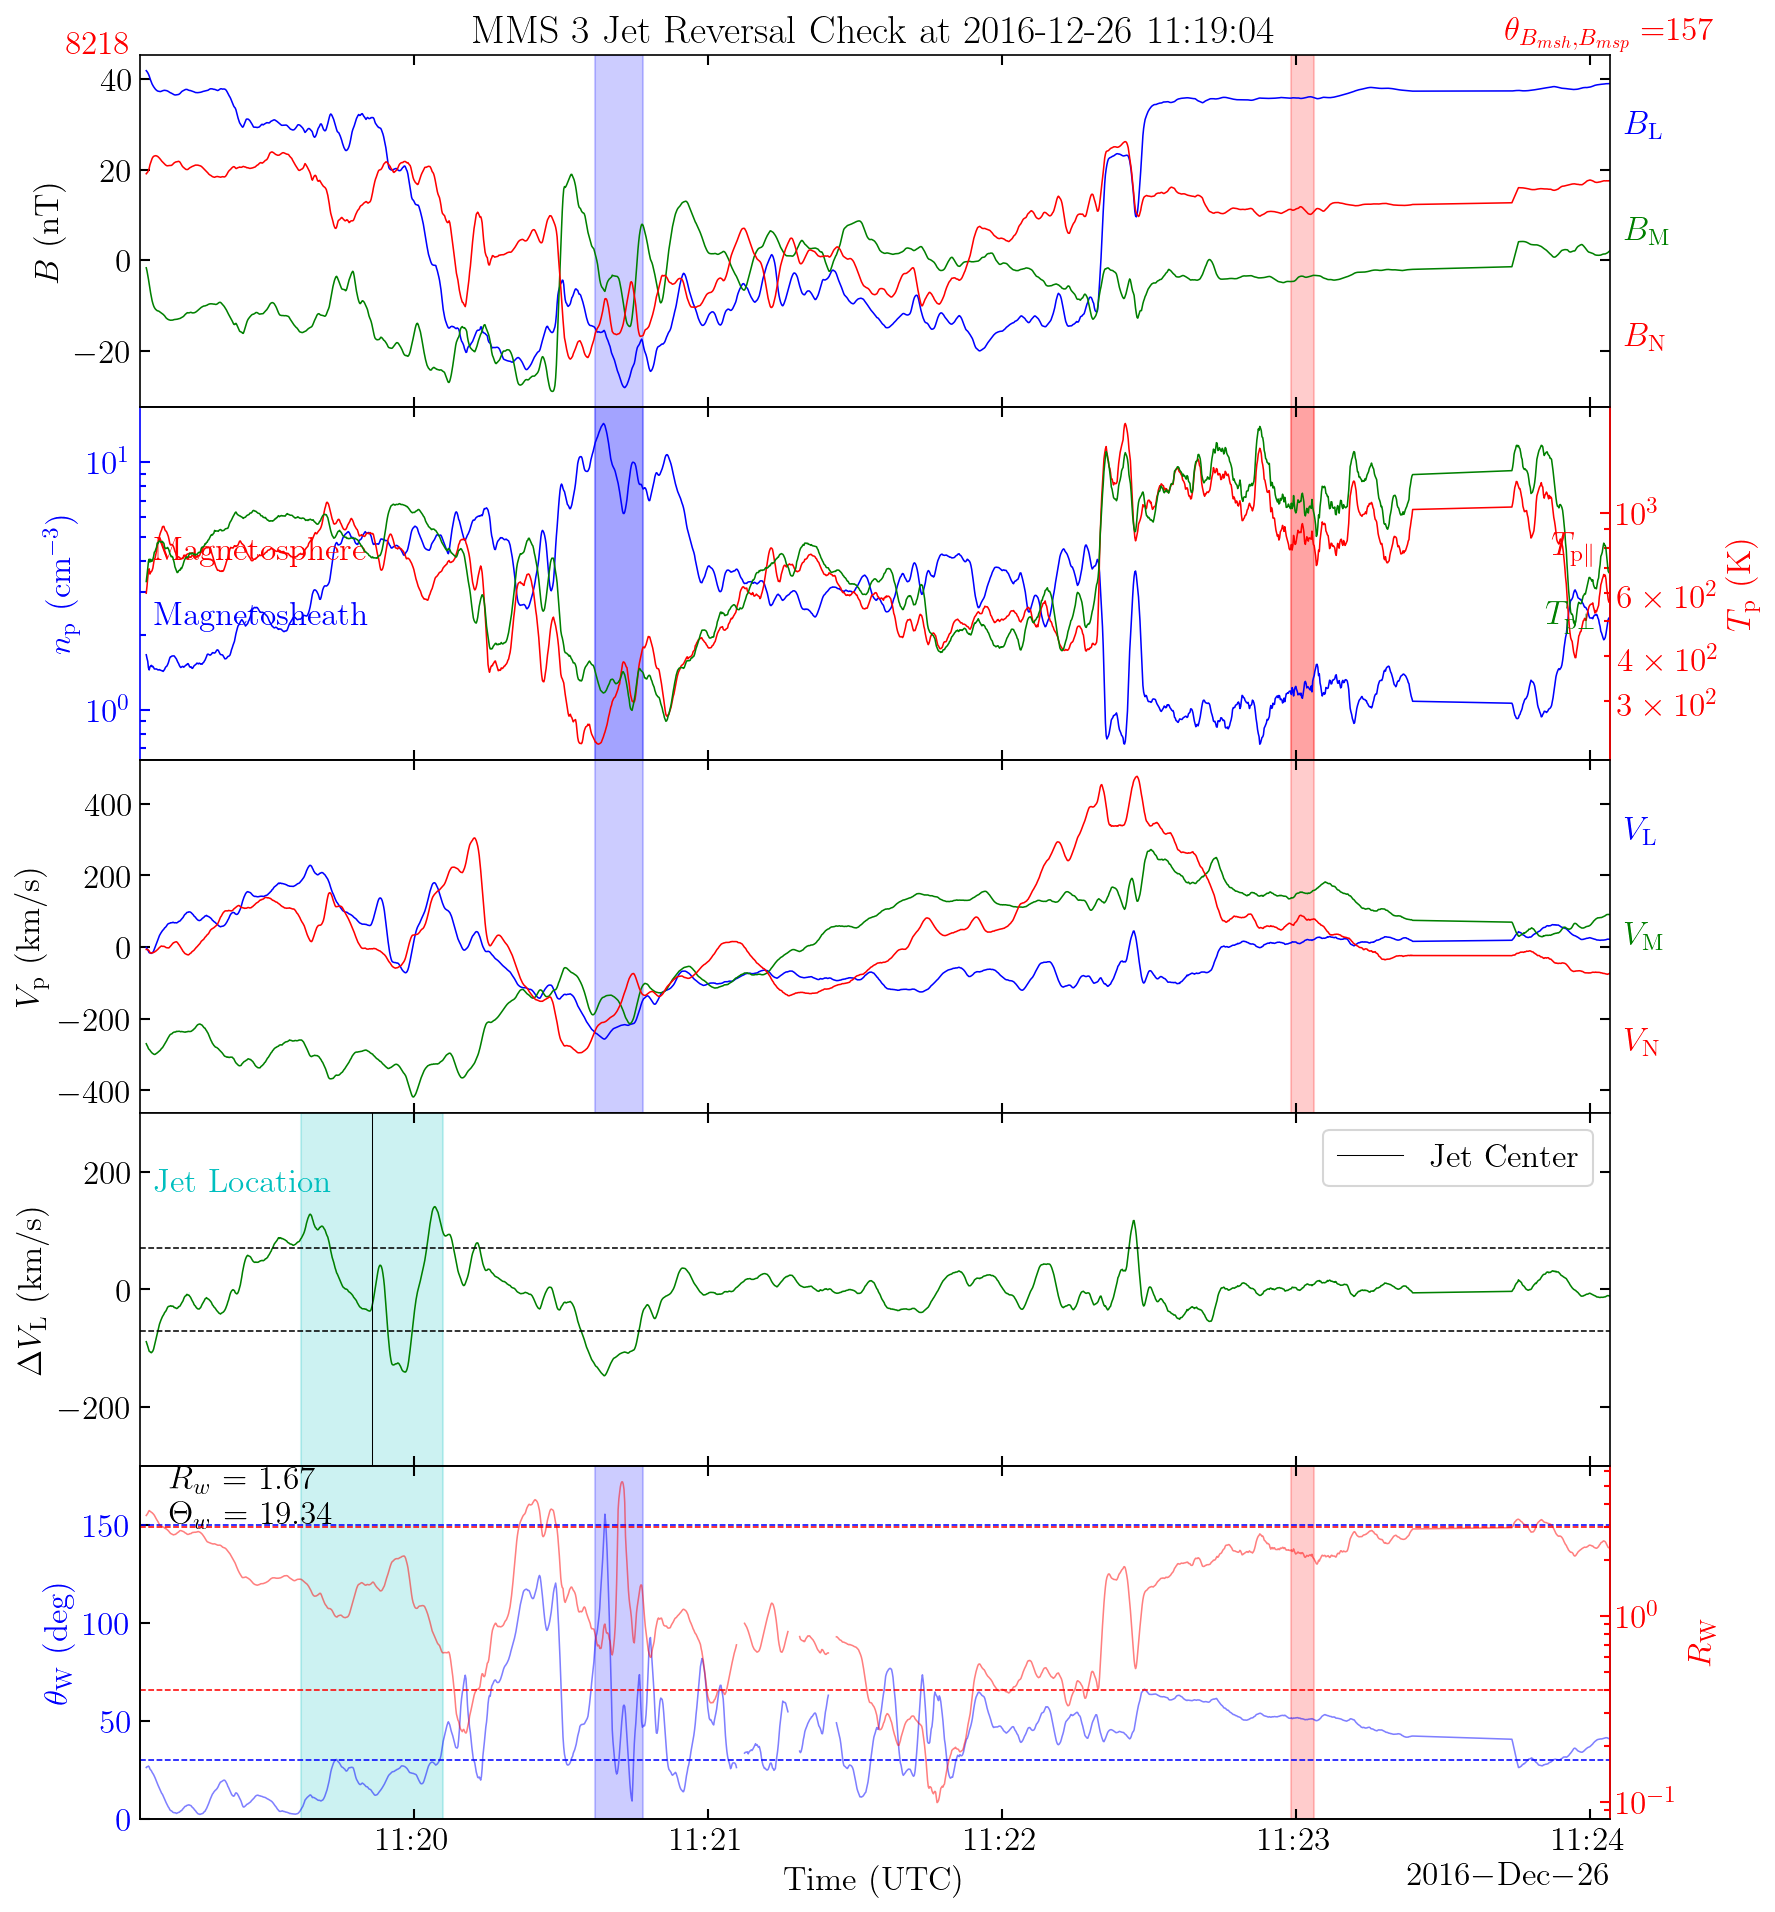 MMS 3 Jet Reversal Check at 2016-12-26 11:19:04
8218
θ_{B_{msh},B_{msp}} =157
40
20
0
−20
B (nT)
B_L
B_M
B_N
10^1
10^0
n_p (cm^{−3})
Magnetosphere
Magnetosheath
10^3
6 × 10^2
4 × 10^2
3 × 10^2
T_p (K)
T_{p∥}
T_{p⊥}
400
200
0
−200
−400
V_p (km/s)
V_L
V_M
V_N
200
0
−200
ΔV_L (km/s)
Jet Location
Jet Center
R_w = 1.67
Θ_w = 19.34
150
100
50
0
θ_W (deg)
10^0
10^{−1}
R_W
11:20
11:21
11:22
11:23
11:24
Time (UTC)
2016−Dec−26